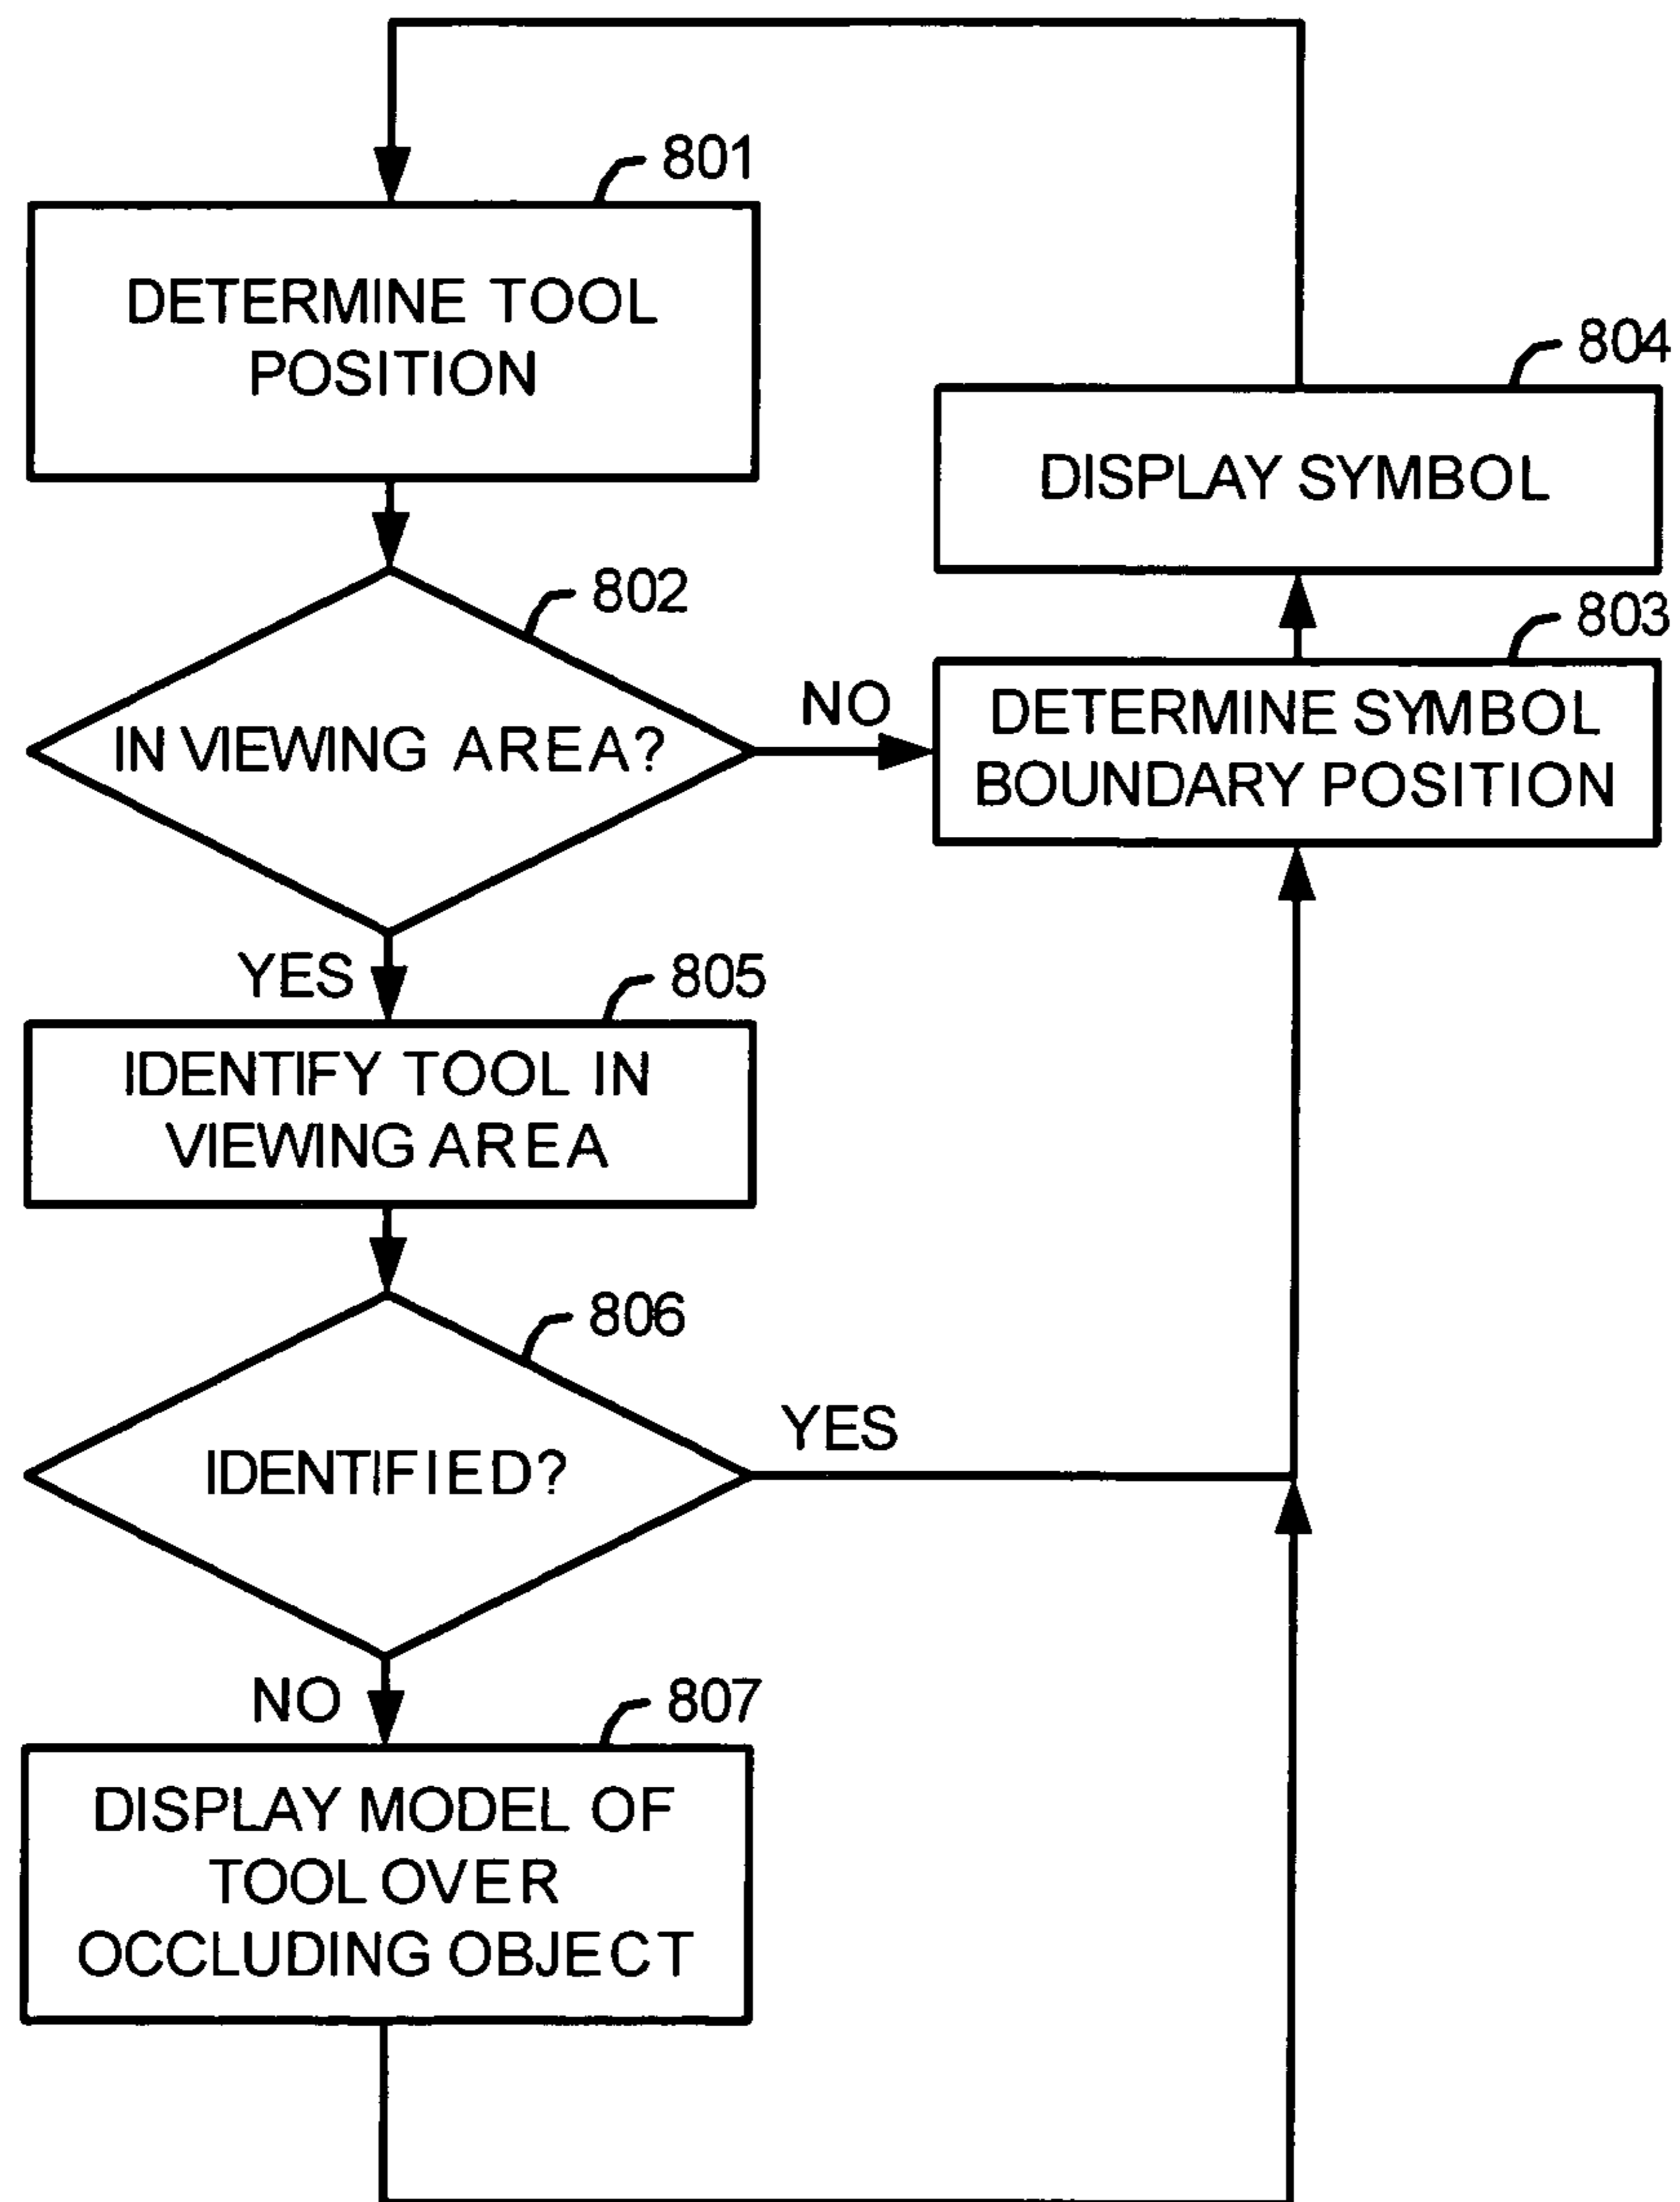 801
DETERMINE TOOL
POSITION
804
DISPLAY SYMBOL
802
IN VIEWING AREA?
NO
803
DETERMINE SYMBOL
BOUNDARY POSITION
YES
805
IDENTIFY TOOL IN
VIEWING AREA
806
IDENTIFIED?
YES
NO
807
DISPLAY MODEL OF
TOOL OVER
OCCLUDING OBJECT